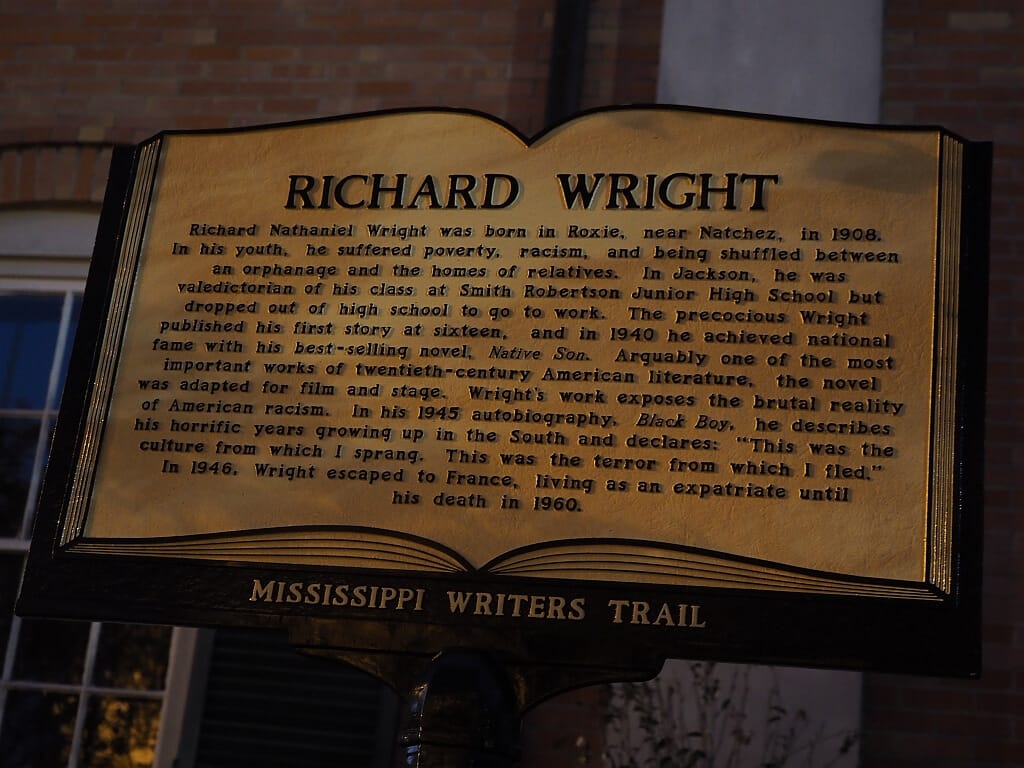 RICHARD WRIGHT
Richard Nathaniel Wright was born in Roxie, near Natchez, in 1908.
In his youth, he suffered poverty, racism, and being shuffled between
an orphanage and the homes of relatives. In Jackson, he was
valedictorian of his class at Smith Robertson Junior High School but
dropped out of high school to go to work. The precocious Wright
published his first story at sixteen, and in 1940 he achieved national
fame with his best-selling novel, Native Son. Arguably one of the most
important works of twentieth-century American literature, the novel
was adapted for film and stage. Wright's work exposes the brutal reality
of American racism. In his 1945 autobiography, Black Boy, he describes
his horrific years growing up in the South and declares: "This was the
culture from which I sprang. This was the terror from which I fled."
In 1946, Wright escaped to France, living as an expatriate until
his death in 1960.
MISSISSIPPI WRITERS TRAIL